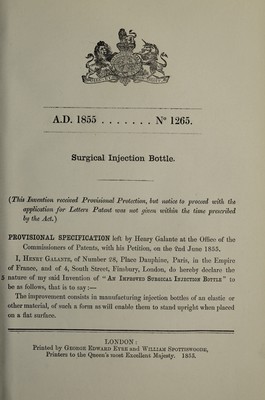 A.D. 1855 . . . . . . . N° 1265.
Surgical Injection Bottle.
(This Invention received Provisional Protection, but notice to proceed with the
application for Letters Patent was not given within the time prescribed
by the Act.)
PROVISIONAL SPECIFICATION left by Henry Galante at the Office of the
Commissioners of Patents, with his Petition, on the 2nd June 1855.
I, HENRY GALANTE, of Number 28, Place Dauphine, Paris, in the Empire
of France, and of 4, South Street, Finsbury, London, do hereby declare the
5 nature of my said Invention of "AN IMPROVED SURGICAL INJECTION BOTTLE" to
be as follows, that is to say :—
The improvement consists in manufacturing injection bottles of an elastic or
other material, of such a form as will enable them to stand upright when placed
on a flat surface.
LONDON:
Printed by GEORGE EDWARD EYRE and WILLIAM SPOTTISWOODE,
Printers to the Queen's most Excellent Majesty. 1855.